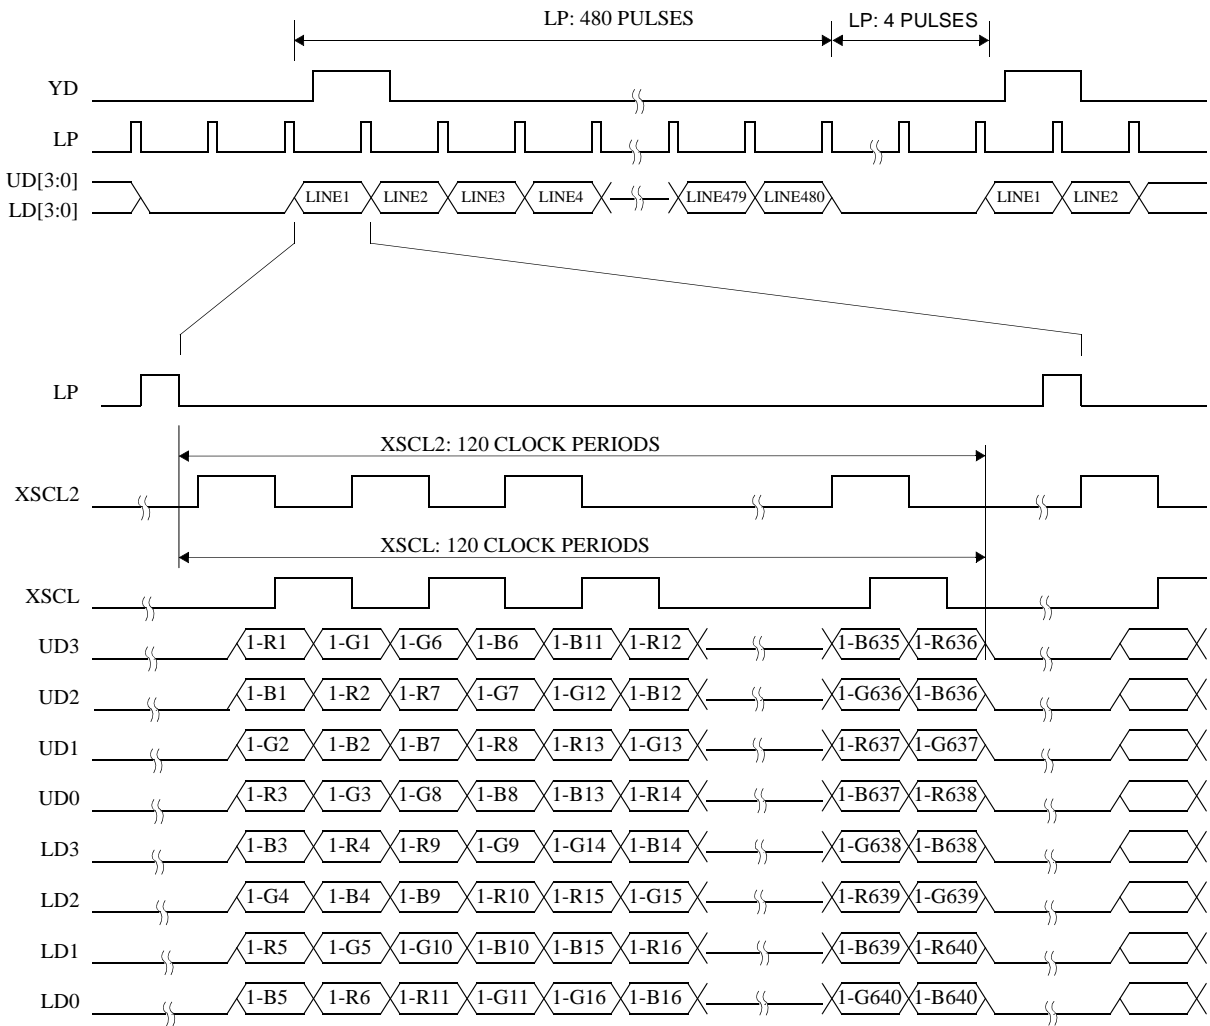 LP: 480 PULSES LP: 4 PULSES
YD
LP
UD[3:0]
LD[3:0]
LINE1 LINE2 LINE3 LINE4 LINE479 LINE480 LINE1 LINE2
LP
XSCL2: 120 CLOCK PERIODS
XSCL2
XSCL: 120 CLOCK PERIODS
XSCL
UD3 1-R1 1-G1 1-G6 1-B6 1-B11 1-R12 1-B635 1-R636
UD2 1-B1 1-R2 1-R7 1-G7 1-G12 1-B12 1-G636 1-B636
UD1 1-G2 1-B2 1-B7 1-R8 1-R13 1-G13 1-R637 1-G637
UD0 1-R3 1-G3 1-G8 1-B8 1-B13 1-R14 1-B637 1-R638
LD3 1-B3 1-R4 1-R9 1-G9 1-G14 1-B14 1-G638 1-B638
LD2 1-G4 1-B4 1-B9 1-R10 1-R15 1-G15 1-R639 1-G639
LD1 1-R5 1-G5 1-G10 1-B10 1-B15 1-R16 1-B639 1-R640
LD0 1-B5 1-R6 1-R11 1-G11 1-G16 1-B16 1-G640 1-B640